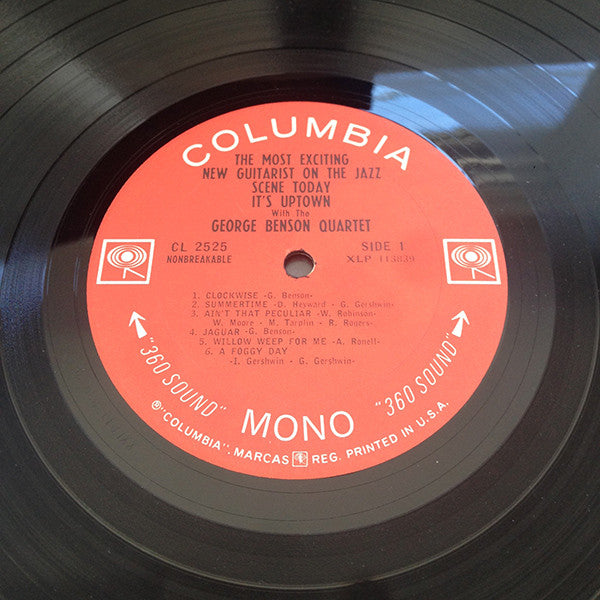 COLUMBIA
THE MOST EXCITING
NEW GUITARIST ON THE JAZZ
SCENE TODAY
IT'S UPTOWN
With The
GEORGE BENSON QUARTET
CL 2525 SIDE 1
NONBREAKABLE XLP 113839
1. CLOCKWISE -G. Benson-
2. SUMMERTIME -D. Heyward - G. Gershwin-
3. AIN'T THAT PECULIAR -W. Robinson-
W. Moore - M. Tarplin - R. Rogers-
4. JAGUAR -G. Benson-
5. WILLOW WEEP FOR ME -A. Ronell-
6. A FOGGY DAY
-I. Gershwin - G. Gershwin-
"360 SOUND" MONO "360 SOUND"
℗"COLUMBIA". MARCAS REG. PRINTED IN U.S.A.